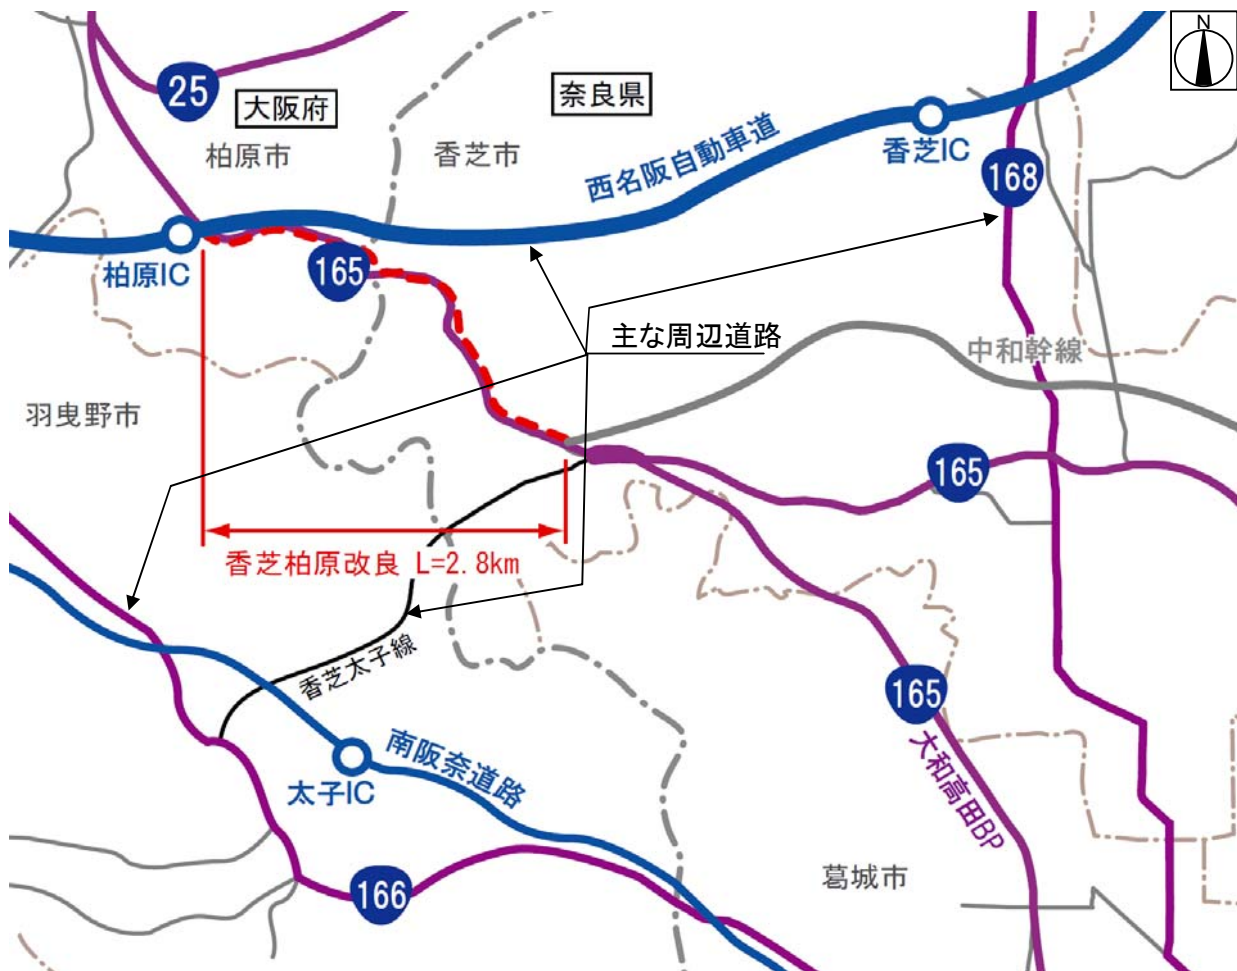 N
25
大阪府
奈良県
柏原市
香芝市
西名阪自動車道
香芝IC
168
柏原IC
165
主な周辺道路
中和幹線
羽曳野市
165
香芝柏原改良 L=2.8km
香芝太子線
165
南阪奈道路
太子IC
大和高田BP
葛城市
166